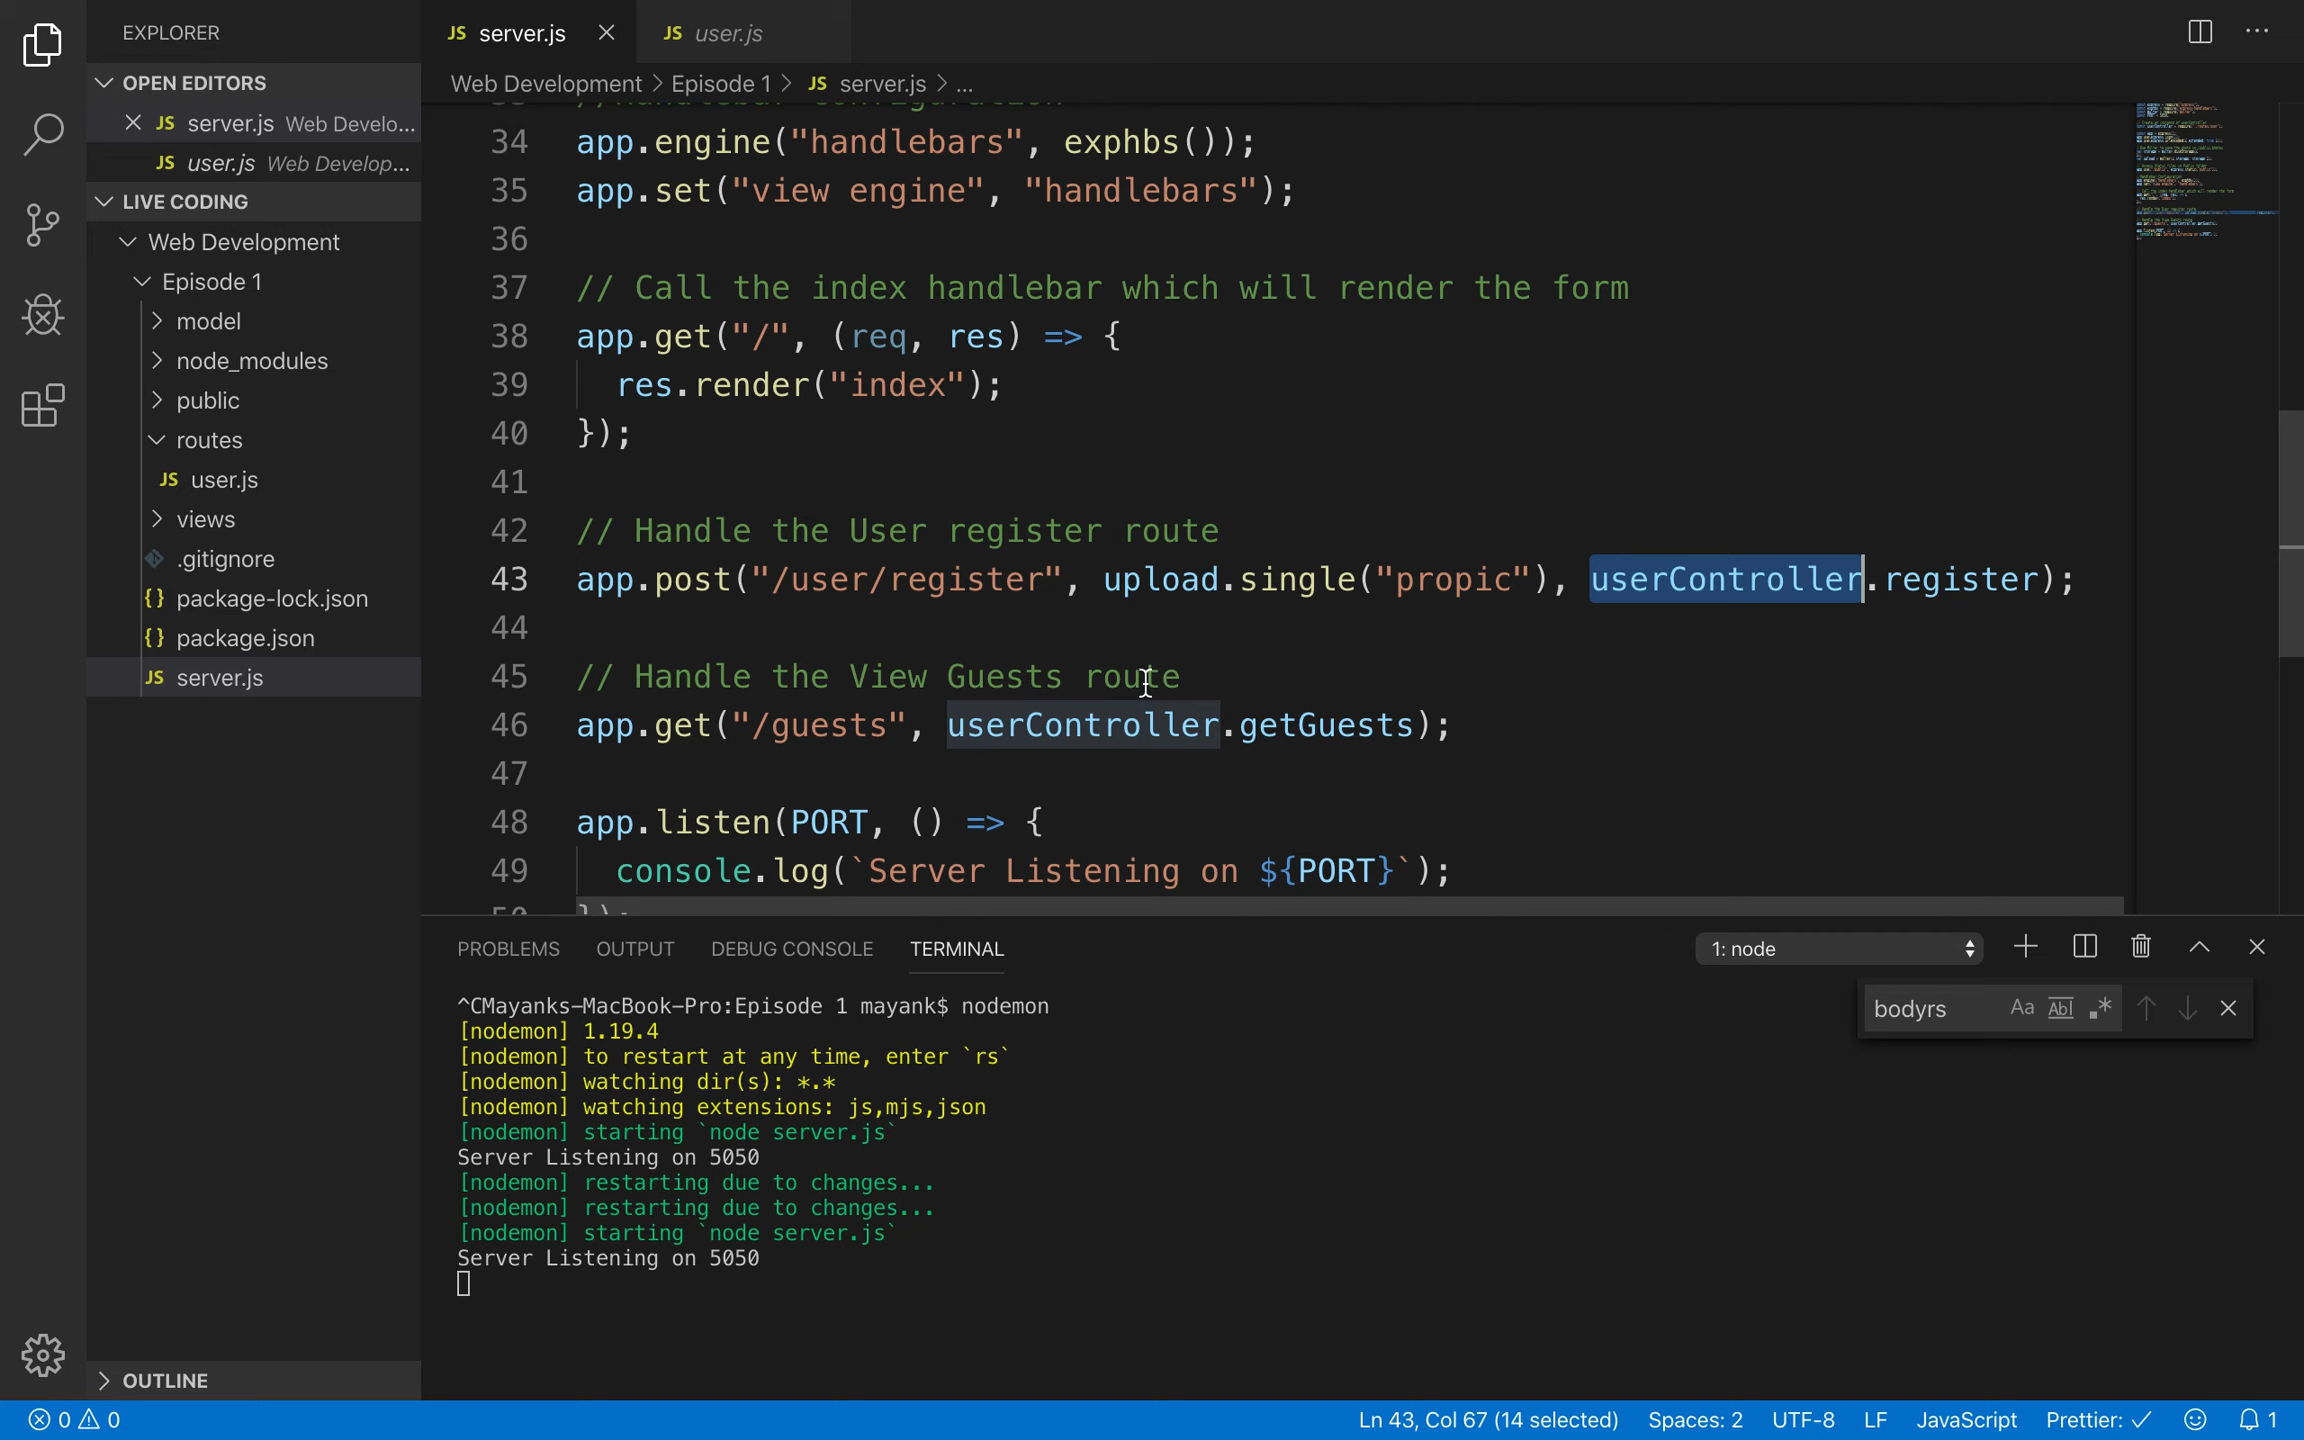 EXPLORER
OPEN EDITORS
JS server.js Web Develo...
JS user.js Web Develop...
LIVE CODING
Web Development
Episode 1
model
node_modules
public
routes
JS user.js
views
.gitignore
{} package-lock.json
{} package.json
JS server.js
OUTLINE
JS server.js
JS user.js
Web Development > Episode 1 > JS server.js > ...
34 app.engine("handlebars", exphbs());
35 app.set("view engine", "handlebars");
36
37 // Call the index handlebar which will render the form
38 app.get("/", (req, res) => {
39 res.render("index");
40 });
41
42 // Handle the User register route
43 app.post("/user/register", upload.single("propic"), userController.register);
44
45 // Handle the View Guests route
46 app.get("/guests", userController.getGuests);
47
48 app.listen(PORT, () => {
49 console.log(`Server Listening on ${PORT}`);
50 });
PROBLEMS OUTPUT DEBUG CONSOLE TERMINAL
1: node
bodyrs Aa Abl .*
^CMayanks-MacBook-Pro:Episode 1 mayank$ nodemon
[nodemon] 1.19.4
[nodemon] to restart at any time, enter `rs`
[nodemon] watching dir(s): *.*
[nodemon] watching extensions: js,mjs,json
[nodemon] starting `node server.js`
Server Listening on 5050
[nodemon] restarting due to changes...
[nodemon] restarting due to changes...
[nodemon] starting `node server.js`
Server Listening on 5050
0 0
Ln 43, Col 67 (14 selected) Spaces: 2 UTF-8 LF JavaScript Prettier: ✓ 1